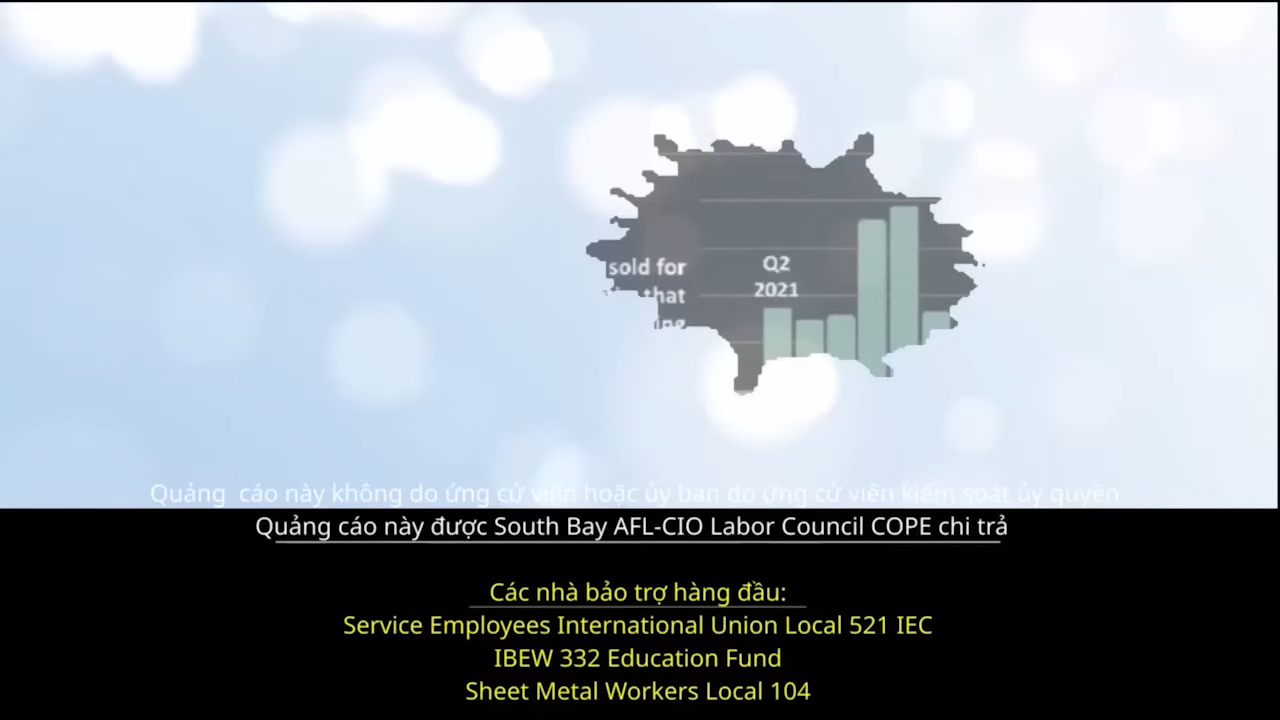 sold for
that
Q2
2021
Quảng cáo này không do ứng cử viên hoặc ủy ban do ứng cử viên kiểm soát ủy quyền
Quảng cáo này được South Bay AFL-CIO Labor Council COPE chi trả
Các nhà bảo trợ hàng đầu:
Service Employees International Union Local 521 IEC
IBEW 332 Education Fund
Sheet Metal Workers Local 104